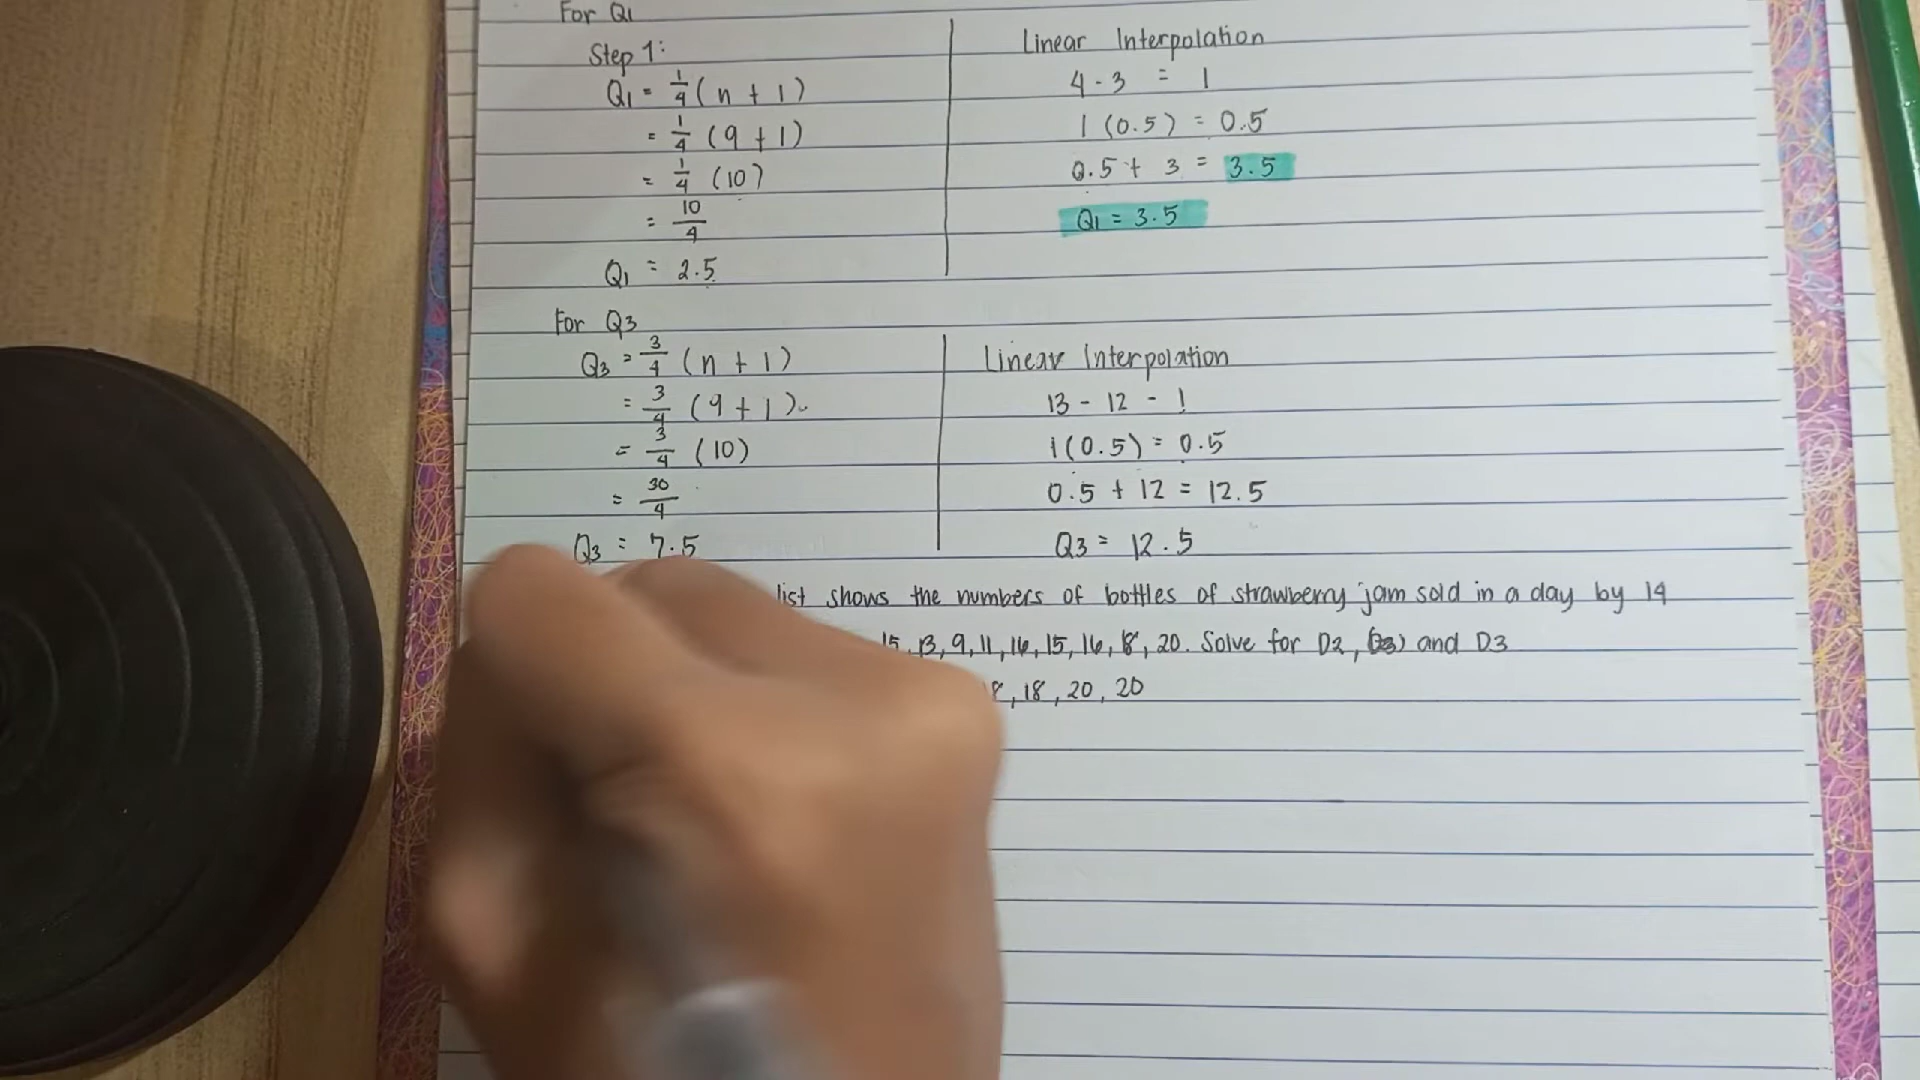 For Q1
Step 1:
Q1 = 1/4 (n + 1)
= 1/4 (9 + 1)
= 1/4 (10)
= 10/4
Q1 = 2.5
Linear Interpolation
4 - 3 = 1
1 (0.5) = 0.5
0.5 + 3 = 3.5
Q1 = 3.5
For Q3
Q3 = 3/4 (n + 1)
= 3/4 (9 + 1).
= 3/4 (10)
= 30/4
Q3 = 7.5
Linear Interpolation
13 - 12 - 1
1 (0.5) = 0.5
0.5 + 12 = 12.5
Q3 = 12.5
list shows the numbers of bottles of strawberry jam sold in a day by 14
15, 13, 9, 11, 16, 15, 16, 18, 20. Solve for D2, and D3
, 18, 20, 20